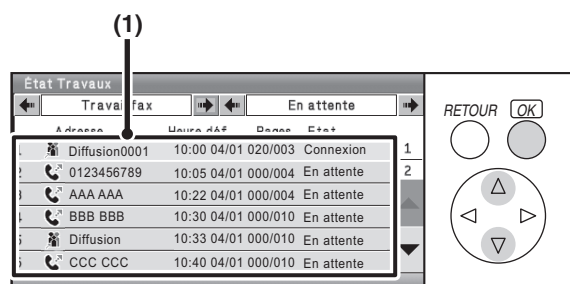 (1)
État Travaux
Travail fax En attente
RETOUR OK
Adresse Heure déf. Pages Etat
Diffusion0001 10:00 04/01 020/003 Connexion 1
0123456789 10:05 04/01 000/004 En attente 2
AAA AAA 10:22 04/01 000/004 En attente
BBB BBB 10:30 04/01 000/010 En attente
Diffusion 10:33 04/01 000/010 En attente
CCC CCC 10:40 04/01 000/010 En attente